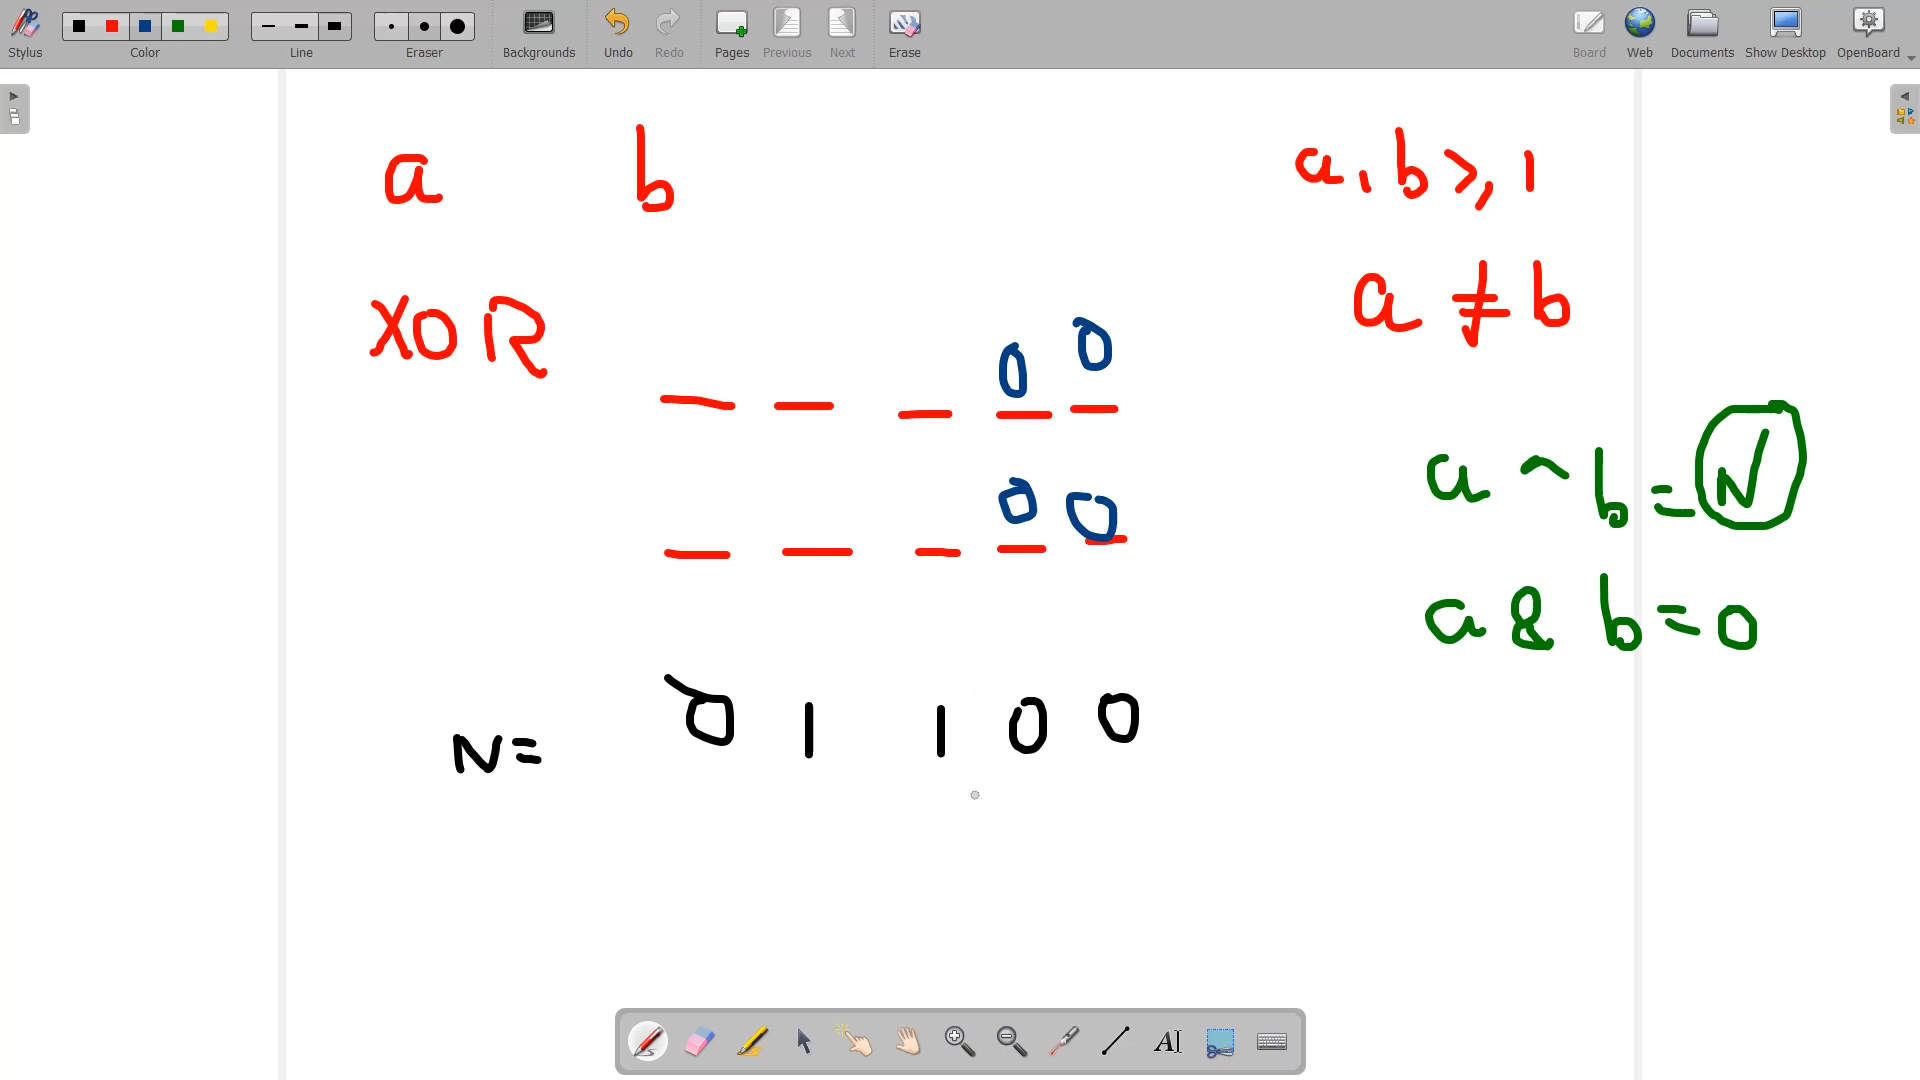 Stylus Color Line Eraser Backgrounds Undo Redo Pages Previous Next Erase Board Web Documents Show Desktop OpenBoard
a b
a, b >, 1
XOR
a ≠ b
0 0
a ^ b = N
0 0
a & b = 0
N = 0 1 1 0 0
AI